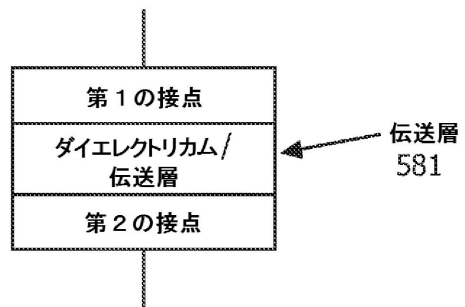 第１の接点
ダイエレクトリカム/
伝送層
第２の接点
伝送層
581